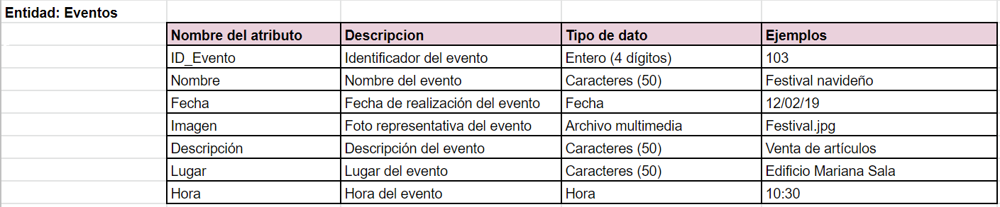 Entidad: Eventos
Nombre del atributo Descripcion Tipo de dato Ejemplos
ID_Evento Identificador del evento Entero (4 dígitos) 103
Nombre Nombre del evento Caracteres (50) Festival navideño
Fecha Fecha de realización del evento Fecha 12/02/19
Imagen Foto representativa del evento Archivo multimedia Festival.jpg
Descripción Descripción del evento Caracteres (50) Venta de artículos
Lugar Lugar del evento Caracteres (50) Edificio Mariana Sala
Hora Hora del evento Hora 10:30